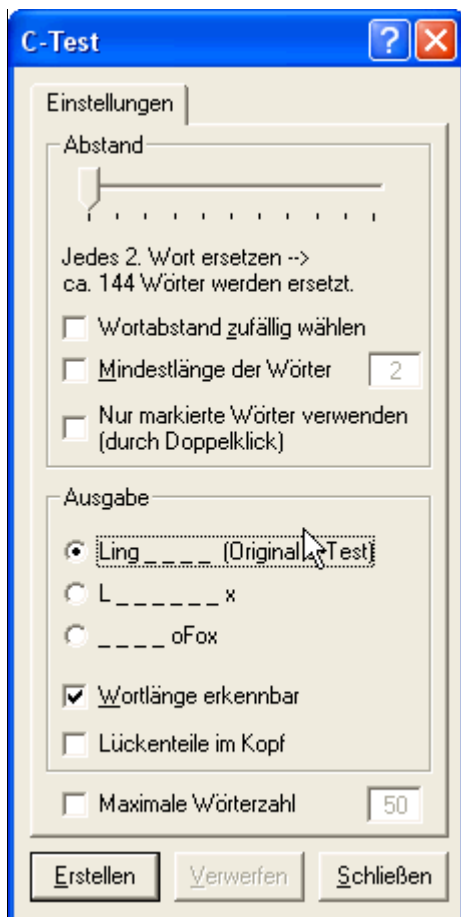 C-Test
Einstellungen
Abstand
Jedes 2. Wort ersetzen -->
ca. 144 Wörter werden ersetzt.
Wortabstand zufällig wählen
Mindestlänge der Wörter 2
Nur markierte Wörter verwenden
(durch Doppelklick)
Ausgabe
Ling_ _ _ _ (Original C-Test)
L _ _ _ _ _ _ x
_ _ _ _ oFox
Wortlänge erkennbar
Lückenteile im Kopf
Maximale Wörterzahl 50
Erstellen Verwerfen Schließen